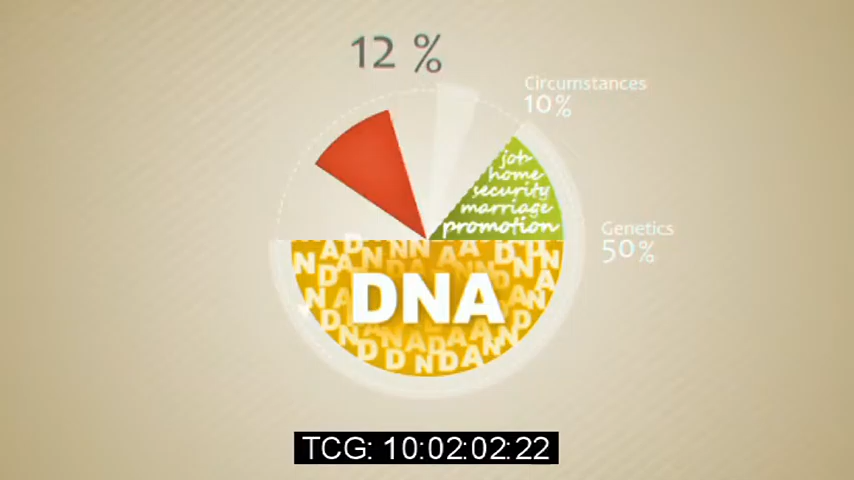 12 %
Circumstances
10%
job
home
security
marriage
promotion
Genetics
50%
DNA
TCG: 10:02:02:22